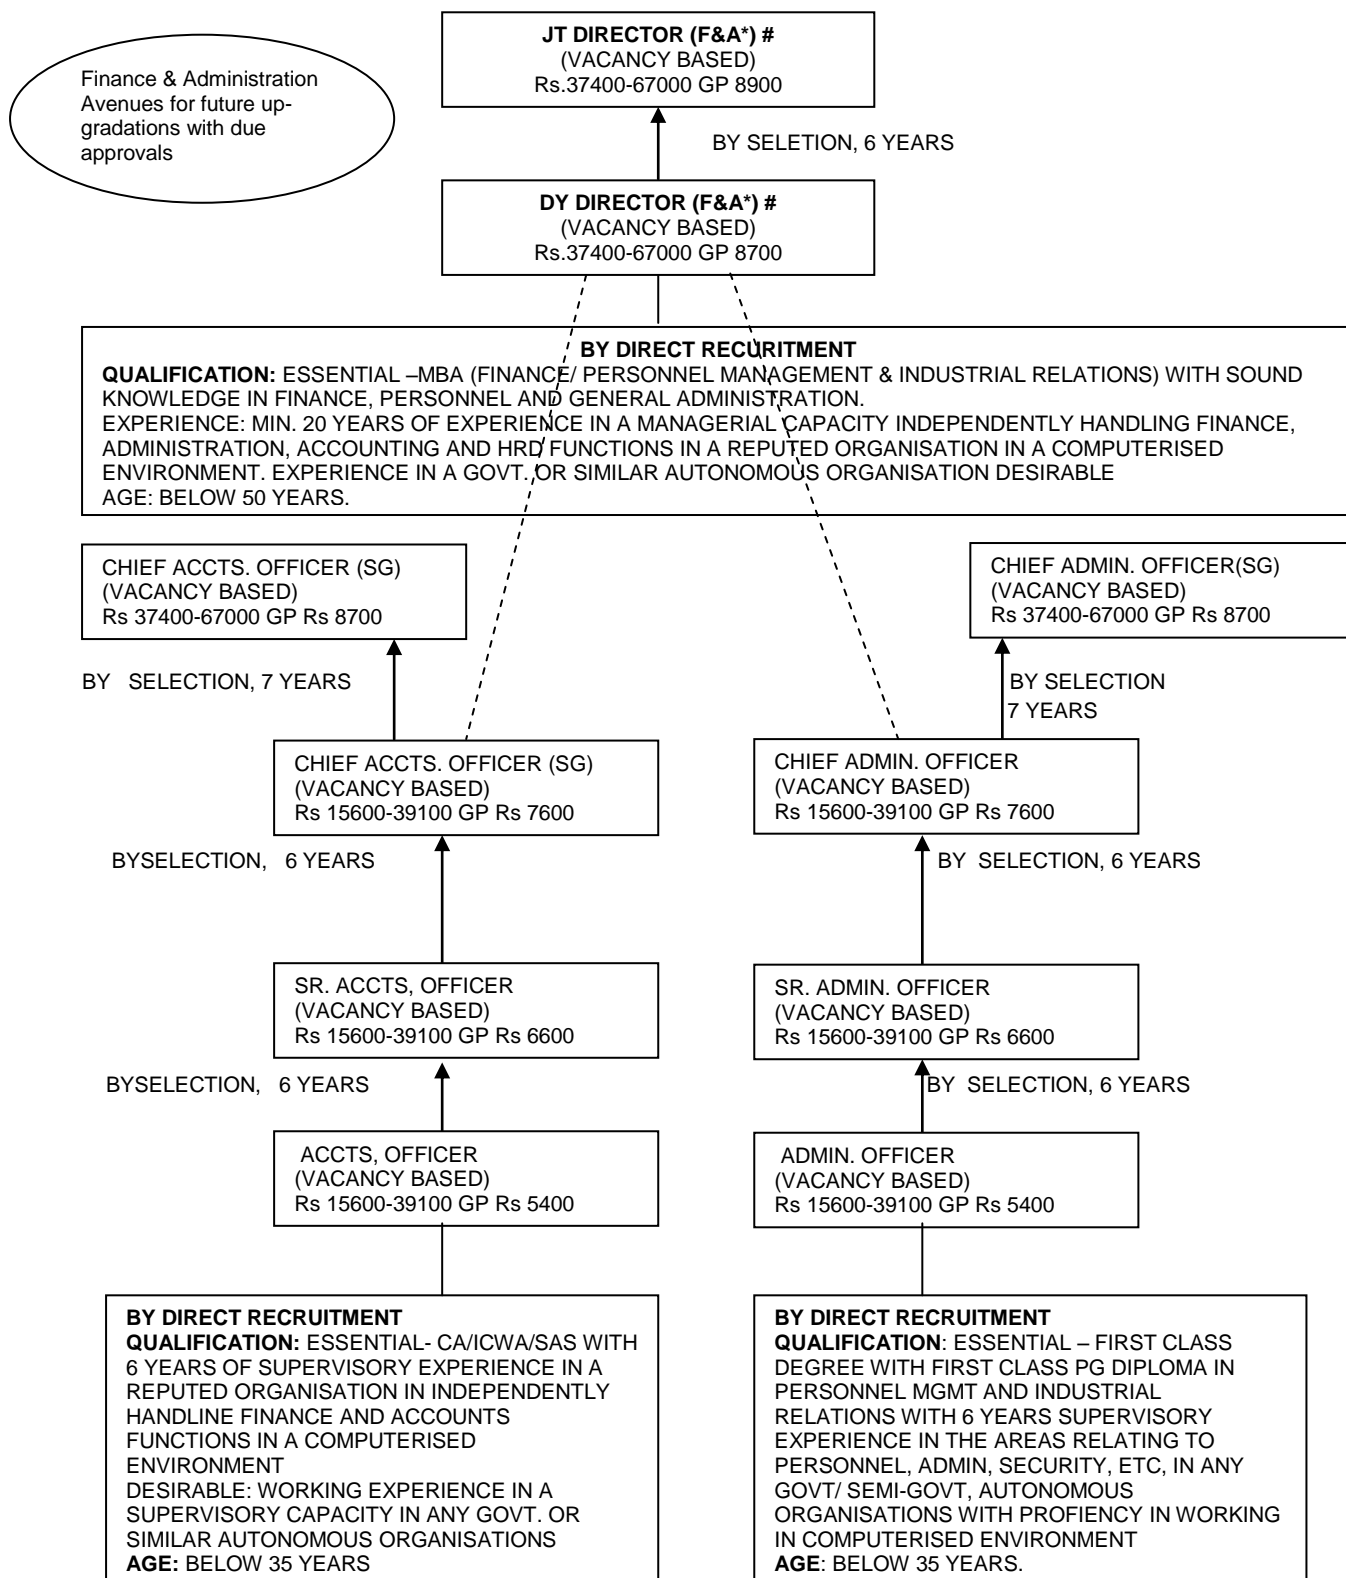 JT DIRECTOR (F&A*) #
(VACANCY BASED)
Rs.37400-67000 GP 8900
Finance & Administration
Avenues for future up-
gradations with due
approvals
BY SELETION, 6 YEARS
DY DIRECTOR (F&A*) #
(VACANCY BASED)
Rs.37400-67000 GP 8700
BY DIRECT RECURITMENT
QUALIFICATION: ESSENTIAL –MBA (FINANCE/ PERSONNEL MANAGEMENT & INDUSTRIAL RELATIONS) WITH SOUND
KNOWLEDGE IN FINANCE, PERSONNEL AND GENERAL ADMINISTRATION.
EXPERIENCE: MIN. 20 YEARS OF EXPERIENCE IN A MANAGERIAL CAPACITY INDEPENDENTLY HANDLING FINANCE,
ADMINISTRATION, ACCOUNTING AND HRD FUNCTIONS IN A REPUTED ORGANISATION IN A COMPUTERISED
ENVIRONMENT. EXPERIENCE IN A GOVT. OR SIMILAR AUTONOMOUS ORGANISATION DESIRABLE
AGE: BELOW 50 YEARS.
CHIEF ACCTS. OFFICER (SG)
(VACANCY BASED)
Rs 37400-67000 GP Rs 8700
CHIEF ADMIN. OFFICER(SG)
(VACANCY BASED)
Rs 37400-67000 GP Rs 8700
BY SELECTION, 7 YEARS
BY SELECTION
7 YEARS
CHIEF ACCTS. OFFICER (SG)
(VACANCY BASED)
Rs 15600-39100 GP Rs 7600
CHIEF ADMIN. OFFICER
(VACANCY BASED)
Rs 15600-39100 GP Rs 7600
BYSELECTION, 6 YEARS
BY SELECTION, 6 YEARS
SR. ACCTS, OFFICER
(VACANCY BASED)
Rs 15600-39100 GP Rs 6600
SR. ADMIN. OFFICER
(VACANCY BASED)
Rs 15600-39100 GP Rs 6600
BYSELECTION, 6 YEARS
BY SELECTION, 6 YEARS
ACCTS, OFFICER
(VACANCY BASED)
Rs 15600-39100 GP Rs 5400
ADMIN. OFFICER
(VACANCY BASED)
Rs 15600-39100 GP Rs 5400
BY DIRECT RECRUITMENT
QUALIFICATION: ESSENTIAL- CA/ICWA/SAS WITH
6 YEARS OF SUPERVISORY EXPERIENCE IN A
REPUTED ORGANISATION IN INDEPENDENTLY
HANDLINE FINANCE AND ACCOUNTS
FUNCTIONS IN A COMPUTERISED
ENVIRONMENT
DESIRABLE: WORKING EXPERIENCE IN A
SUPERVISORY CAPACITY IN ANY GOVT. OR
SIMILAR AUTONOMOUS ORGANISATIONS
AGE: BELOW 35 YEARS
BY DIRECT RECRUITMENT
QUALIFICATION: ESSENTIAL – FIRST CLASS
DEGREE WITH FIRST CLASS PG DIPLOMA IN
PERSONNEL MGMT AND INDUSTRIAL
RELATIONS WITH 6 YEARS SUPERVISORY
EXPERIENCE IN THE AREAS RELATING TO
PERSONNEL, ADMIN, SECURITY, ETC, IN ANY
GOVT/ SEMI-GOVT, AUTONOMOUS
ORGANISATIONS WITH PROFIENCY IN WORKING
IN COMPUTERISED ENVIRONMENT
AGE: BELOW 35 YEARS.